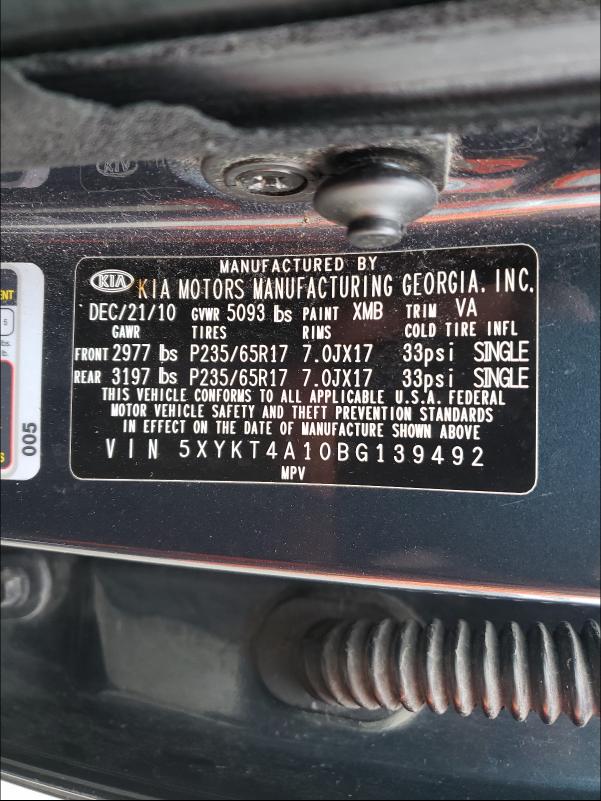 KIA
MANUFACTURED BY
KIA KIA MOTORS MANUFACTURING GEORGIA, INC.
DEC/21/10 GVWR 5093 lbs PAINT XMB TRIM VA
GAWR TIRES RIMS COLD TIRE INFL
FRONT 2977 lbs P235/65R17 7.0JX17 33psi SINGLE
REAR 3197 lbs P235/65R17 7.0JX17 33psi SINGLE
THIS VEHICLE CONFORMS TO ALL APPLICABLE U.S.A. FEDERAL
MOTOR VEHICLE SAFETY AND THEFT PREVENTION STANDARDS
IN EFFECT ON THE DATE OF MANUFACTURE SHOWN ABOVE
VIN 5XYKT4A10BG139492
MPV
005